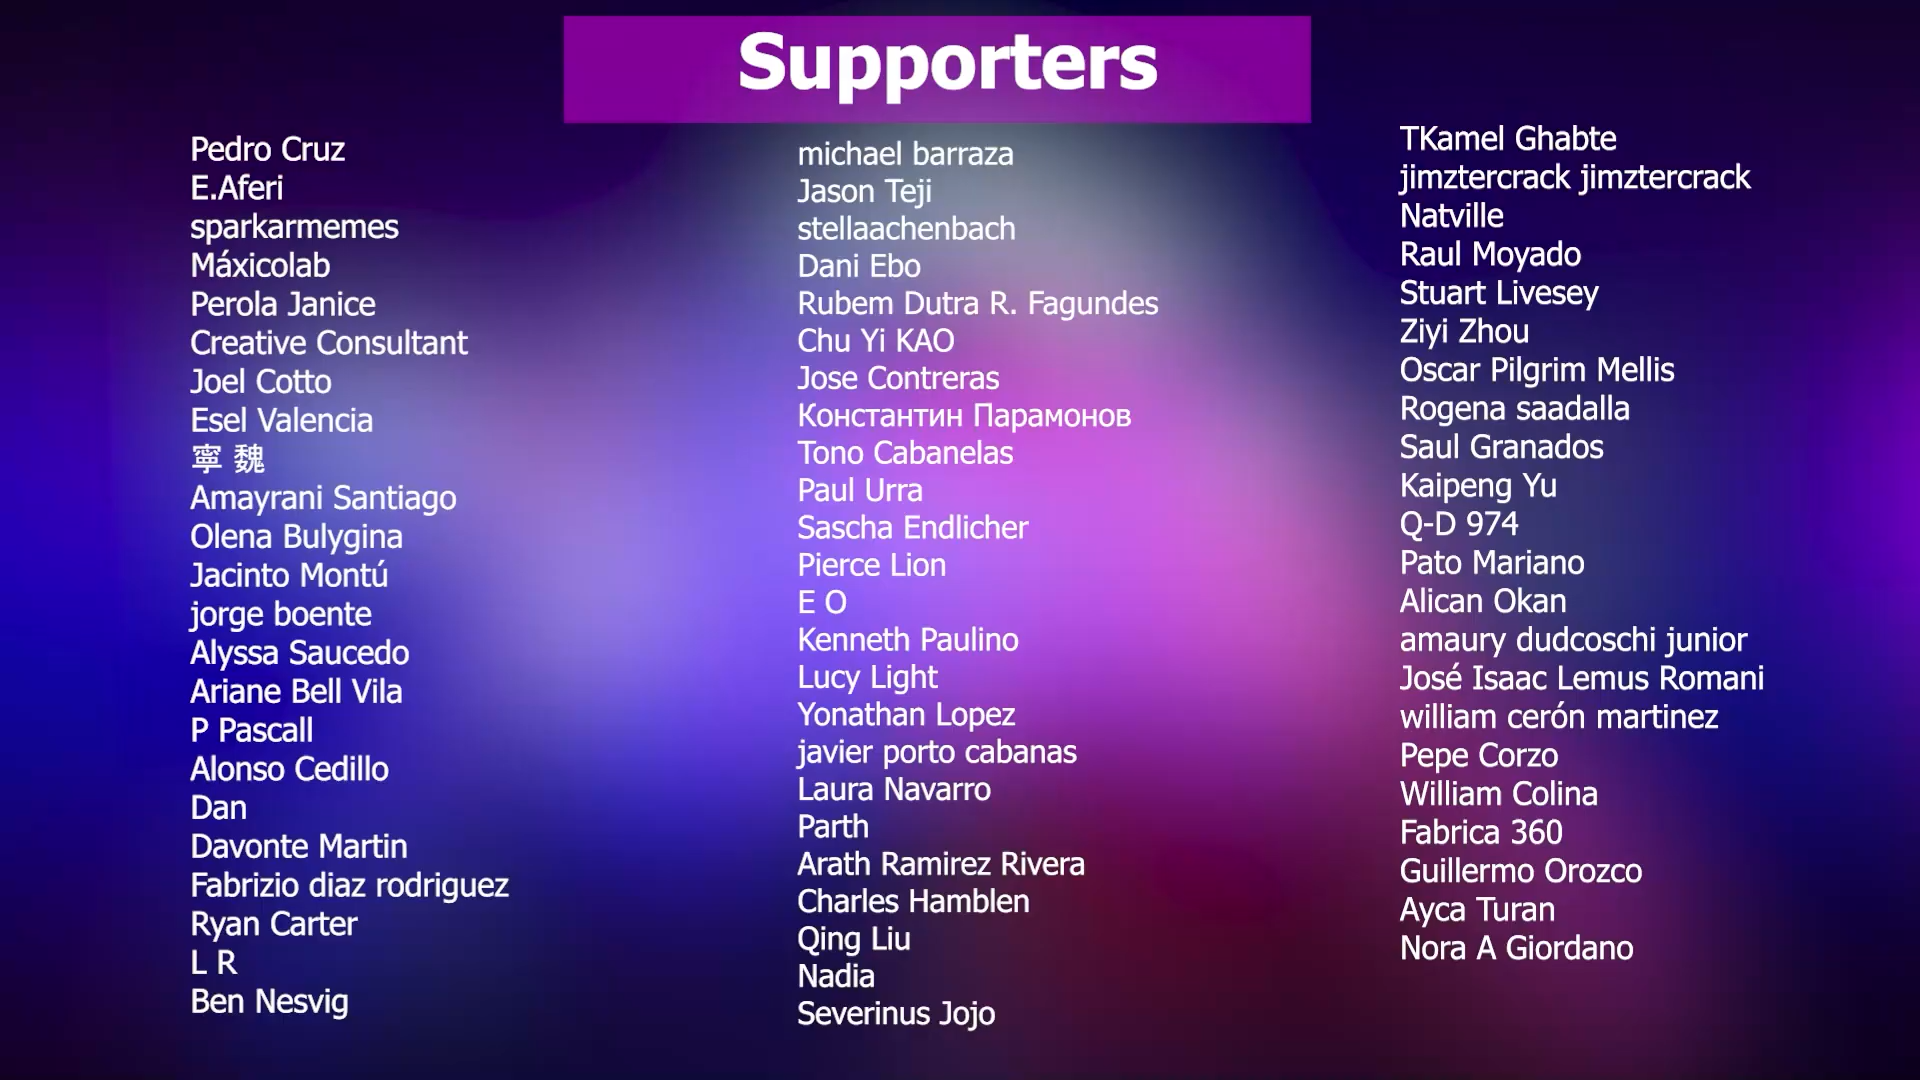 Supporters
Pedro Cruz
E.Aferi
sparkarmemes
Máxicolab
Perola Janice
Creative Consultant
Joel Cotto
Esel Valencia
寧 魏
Amayrani Santiago
Olena Bulygina
Jacinto Montú
jorge boente
Alyssa Saucedo
Ariane Bell Vila
P Pascall
Alonso Cedillo
Dan
Davonte Martin
Fabrizio diaz rodriguez
Ryan Carter
L R
Ben Nesvig
michael barraza
Jason Teji
stellaachenbach
Dani Ebo
Rubem Dutra R. Fagundes
Chu Yi KAO
Jose Contreras
Константин Парамонов
Tono Cabanelas
Paul Urra
Sascha Endlicher
Pierce Lion
E O
Kenneth Paulino
Lucy Light
Yonathan Lopez
javier porto cabanas
Laura Navarro
Parth
Arath Ramirez Rivera
Charles Hamblen
Qing Liu
Nadia
Severinus Jojo
TKamel Ghabte
jimztercrack jimztercrack
Natville
Raul Moyado
Stuart Livesey
Ziyi Zhou
Oscar Pilgrim Mellis
Rogena saadalla
Saul Granados
Kaipeng Yu
Q-D 974
Pato Mariano
Alican Okan
amaury dudcoschi junior
José Isaac Lemus Romani
william cerón martinez
Pepe Corzo
William Colina
Fabrica 360
Guillermo Orozco
Ayca Turan
Nora A Giordano